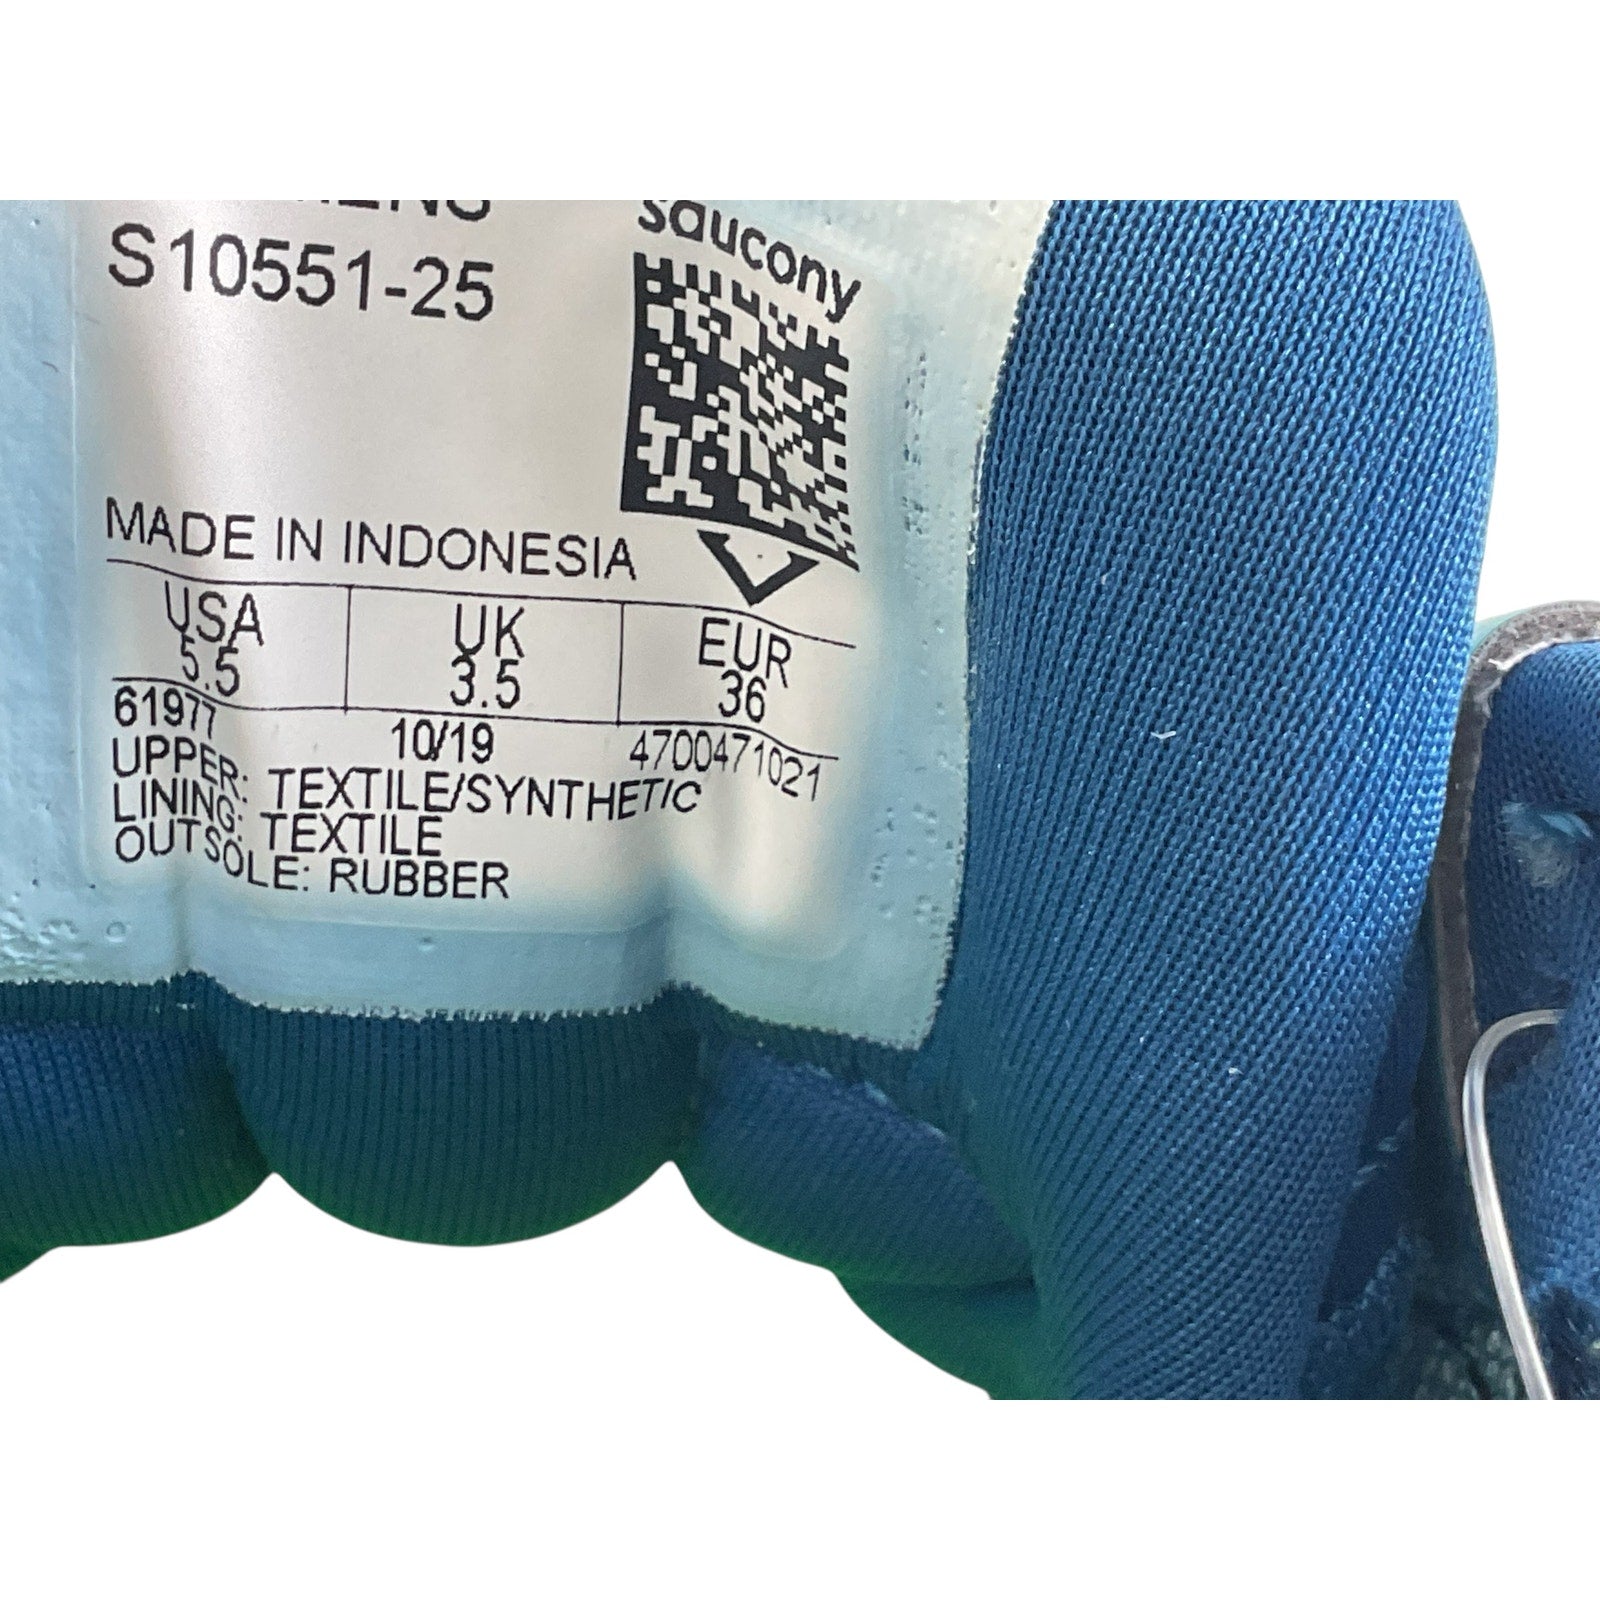 S10551-25
saucony
MADE IN INDONESIA
USA UK EUR
5.5 3.5 36
61977 10/19 4700471021
UPPER: TEXTILE/SYNTHETIC
LINING: TEXTILE
OUTSOLE: RUBBER